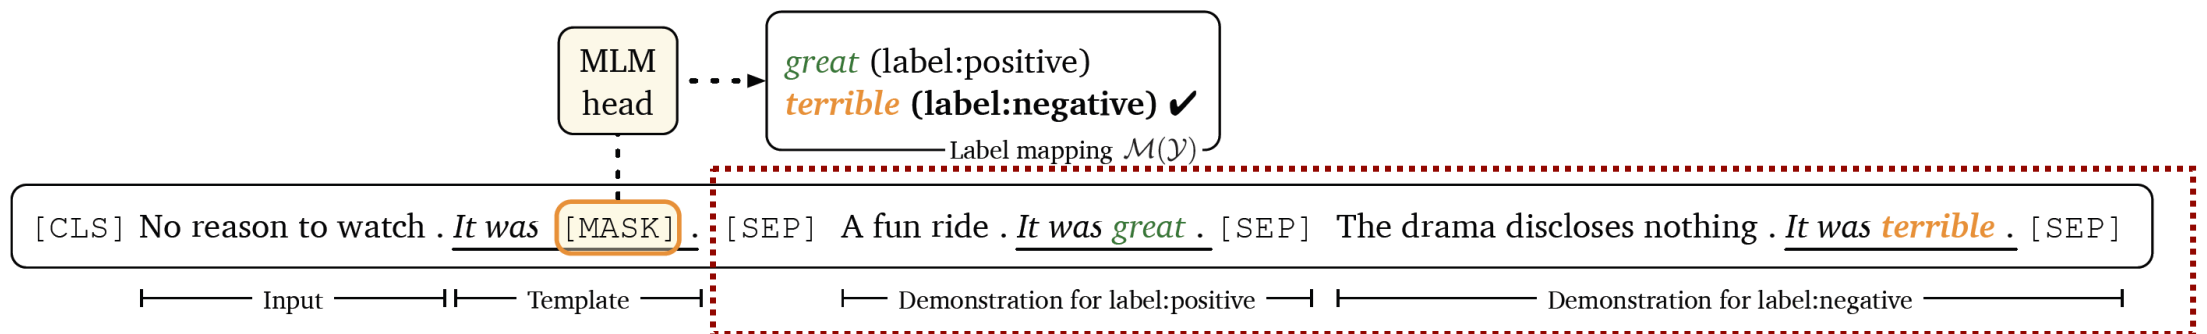 MLM
head
great (label:positive)
terrible (label:negative) ✔
Label mapping M(Y)
[CLS] No reason to watch . It was [MASK] . [SEP] A fun ride . It was great . [SEP] The drama discloses nothing . It was terrible . [SEP]
Input Template Demonstration for label:positive Demonstration for label:negative